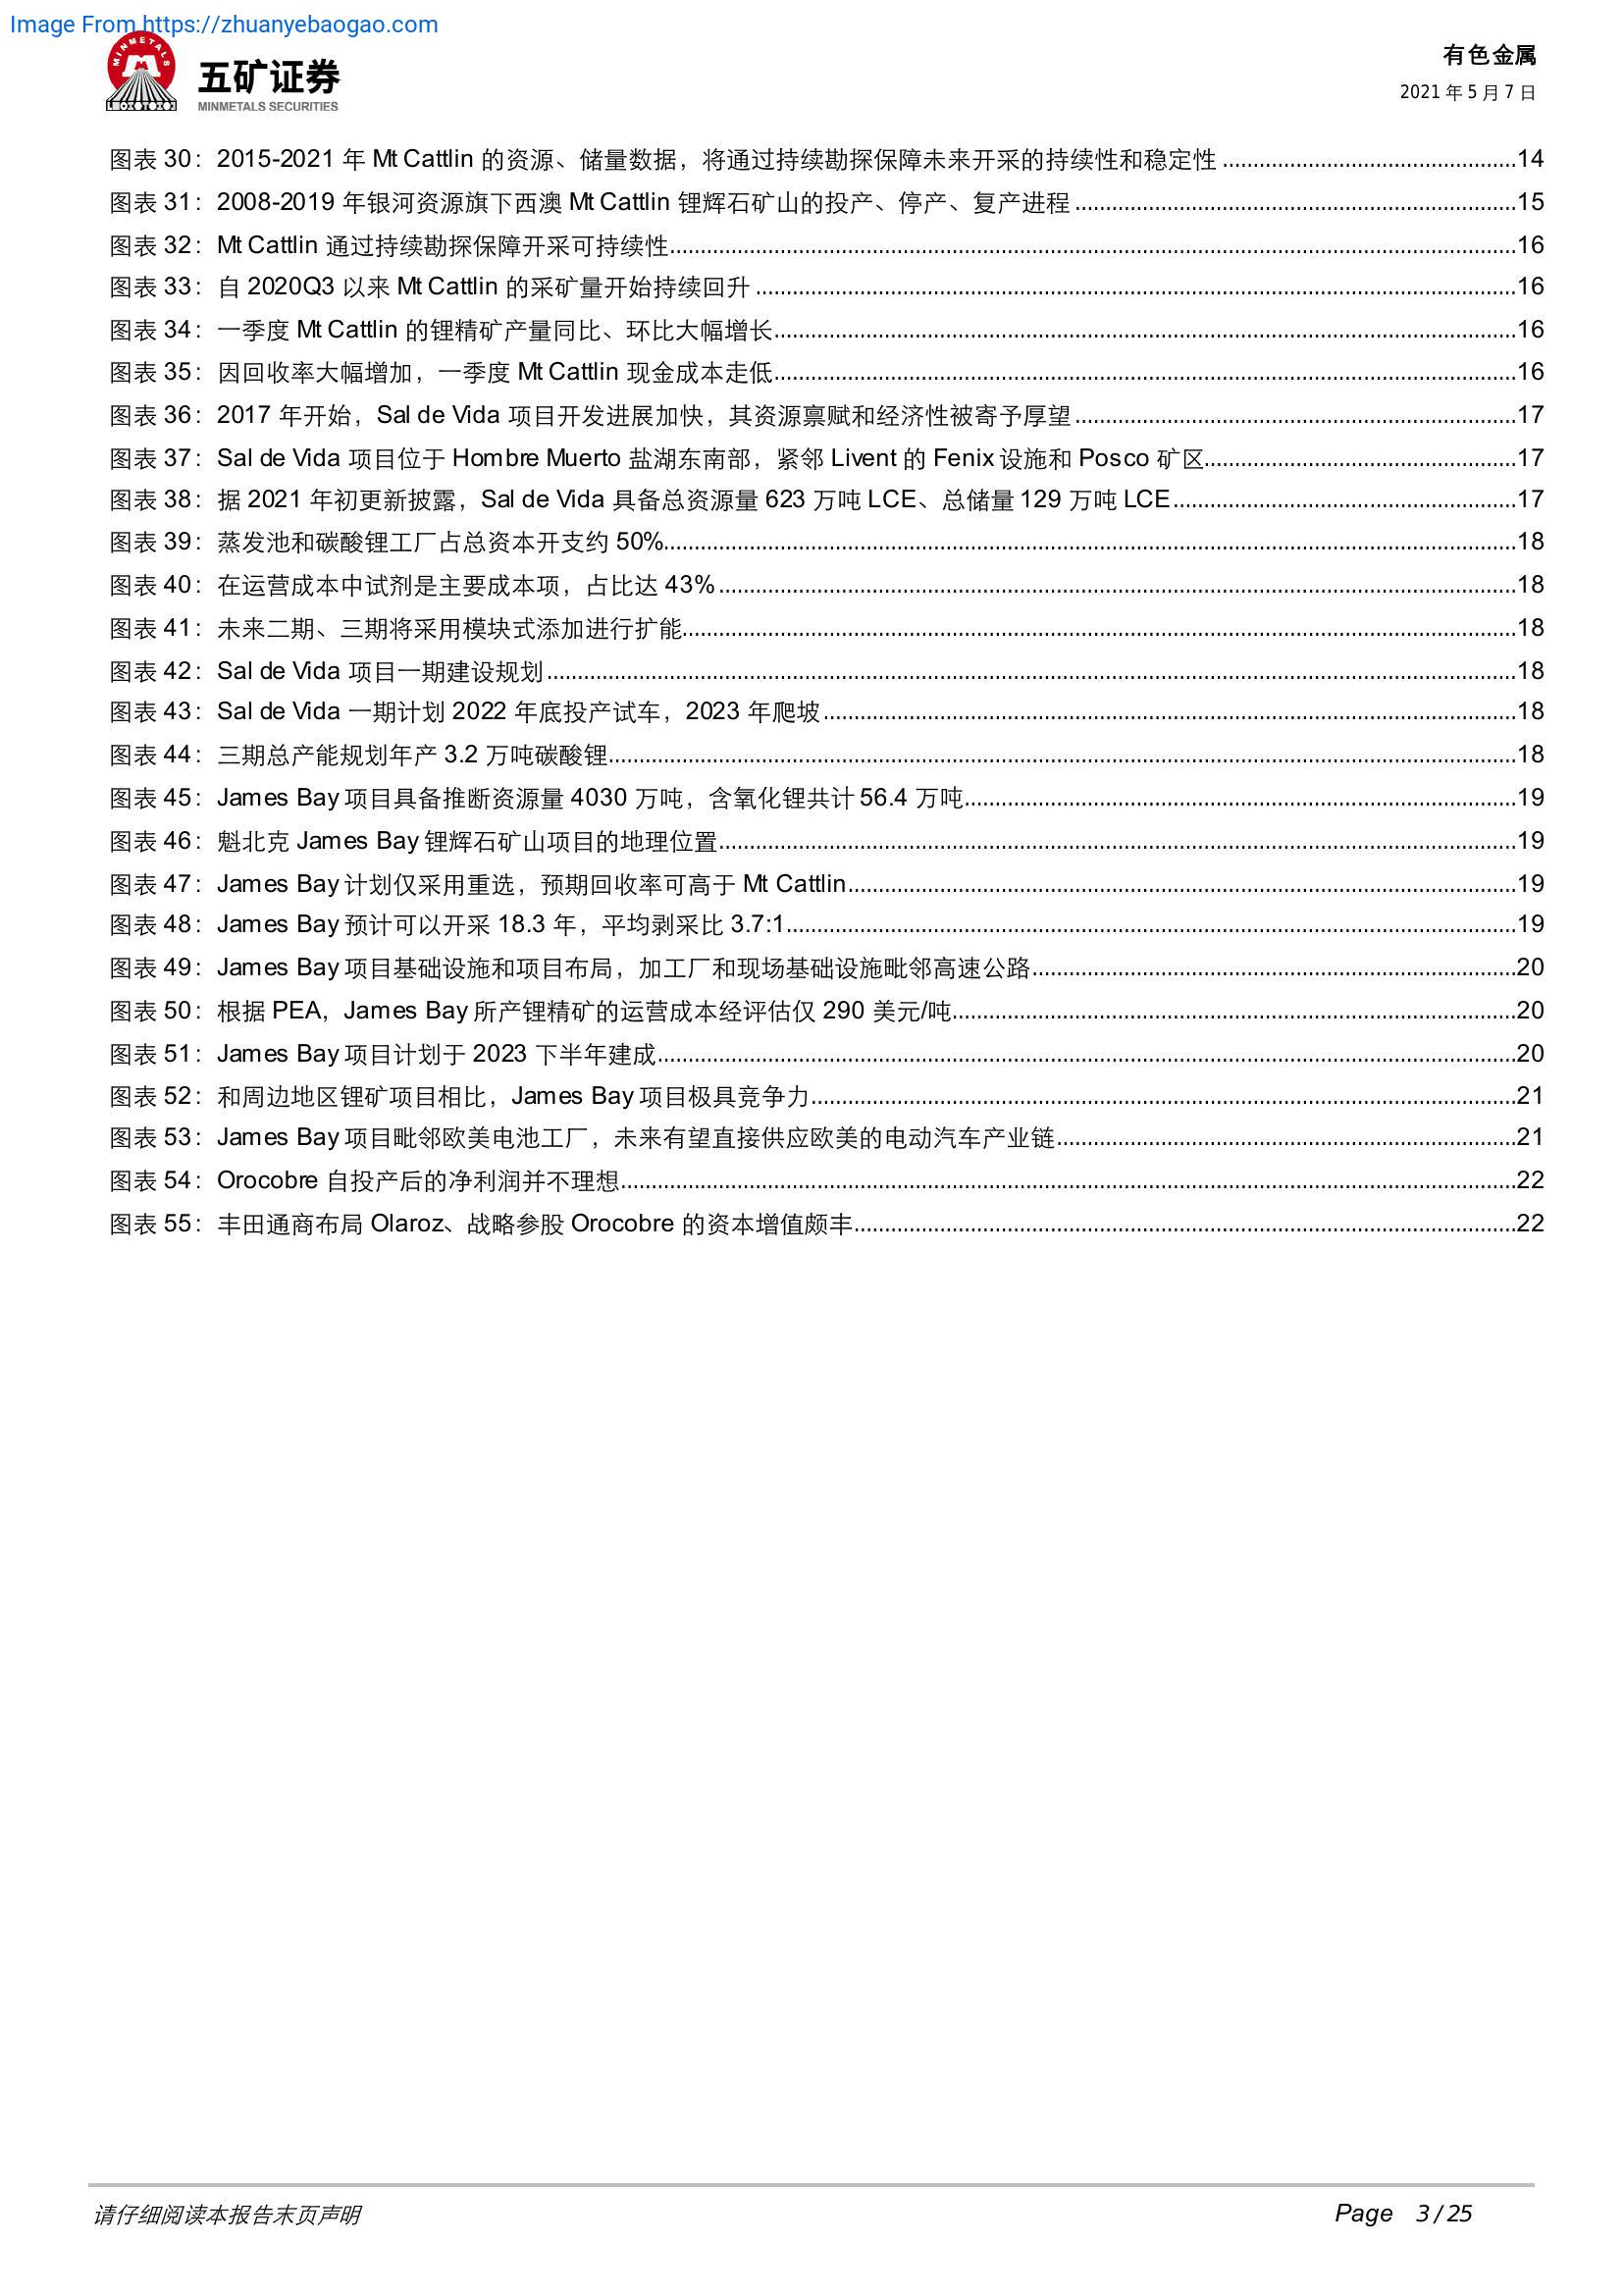 Image From https://zhuanyebaogao.com
MINMETALS
五矿证券
MINMETALS SECURITIES
有色金属
2021 年 5 月 7 日
图表 30：2015-2021 年 Mt Cattlin 的资源、储量数据，将通过持续勘探保障未来开采的持续性和稳定性................................................14
图表 31：2008-2019 年银河资源旗下西澳 Mt Cattlin 锂辉石矿山的投产、停产、复产进程........................................................................15
图表 32：Mt Cattlin 通过持续勘探保障开采可持续性..........................................................................................................................................16
图表 33：自 2020Q3 以来 Mt Cattlin 的采矿量开始持续回升............................................................................................................................16
图表 34：一季度 Mt Cattlin 的锂精矿产量同比、环比大幅增长.........................................................................................................................16
图表 35：因回收率大幅增加，一季度 Mt Cattlin 现金成本走低.........................................................................................................................16
图表 36：2017 年开始，Sal de Vida 项目开发进展加快，其资源禀赋和经济性被寄予厚望........................................................................17
图表 37：Sal de Vida 项目位于 Hombre Muerto 盐湖东南部，紧邻 Livent 的 Fenix 设施和 Posco 矿区...................................................17
图表 38：据 2021 年初更新披露，Sal de Vida 具备总资源量 623 万吨 LCE、总储量 129 万吨 LCE........................................................17
图表 39：蒸发池和碳酸锂工厂占总资本开支约 50%...........................................................................................................................................18
图表 40：在运营成本中试剂是主要成本项，占比达 43%..................................................................................................................................18
图表 41：未来二期、三期将采用模块式添加进行扩能........................................................................................................................................18
图表 42：Sal de Vida 项目一期建设规划..............................................................................................................................................................18
图表 43：Sal de Vida 一期计划 2022 年底投产试车，2023 年爬坡.................................................................................................................18
图表 44：三期总产能规划年产 3.2 万吨碳酸锂....................................................................................................................................................18
图表 45：James Bay 项目具备推断资源量 4030 万吨，含氧化锂共计 56.4 万吨..........................................................................................19
图表 46：魁北克 James Bay 锂辉石矿山项目的地理位置..................................................................................................................................19
图表 47：James Bay 计划仅采用重选，预期回收率可高于 Mt Cattlin.............................................................................................................19
图表 48：James Bay 预计可以开采 18.3 年，平均剥采比 3.7:1.......................................................................................................................19
图表 49：James Bay 项目基础设施和项目布局，加工厂和现场基础设施毗邻高速公路...............................................................................20
图表 50：根据 PEA，James Bay 所产锂精矿的运营成本经评估仅 290 美元/吨............................................................................................20
图表 51：James Bay 项目计划于 2023 下半年建成............................................................................................................................................20
图表 52：和周边地区锂矿项目相比，James Bay 项目极具竞争力...................................................................................................................21
图表 53：James Bay 项目毗邻欧美电池工厂，未来有望直接供应欧美的电动汽车产业链...........................................................................21
图表 54：Orocobre 自投产后的净利润并不理想..................................................................................................................................................22
图表 55：丰田通商布局 Olaroz、战略参股 Orocobre 的资本增值颇丰............................................................................................................22
请仔细阅读本报告末页声明
Page 3 / 25